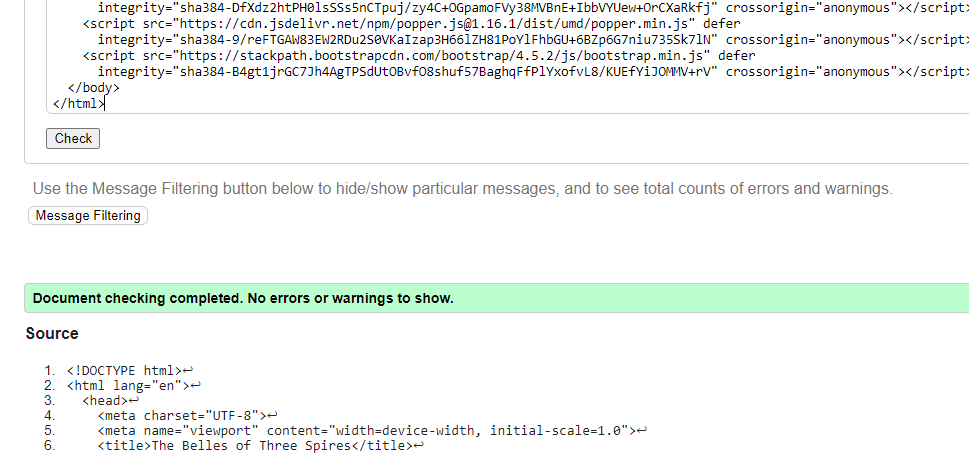 integrity="sha384-DfXdz2htPH0lsSSs5nCTpuj/zy4C+OGpamoFVy38MVBnE+IbbVYUew+OrCXaRkfj" crossorigin="anonymous"></script>
<script src="https://cdn.jsdelivr.net/npm/popper.js@1.16.1/dist/umd/popper.min.js" defer
integrity="sha384-9/reFTGAW83EW2RDu2S0VKaIzap3H66lZH81PoYlFhbGU+6BZp6G7niu735Sk7lN" crossorigin="anonymous"></script>
<script src="https://stackpath.bootstrapcdn.com/bootstrap/4.5.2/js/bootstrap.min.js" defer
integrity="sha384-B4gt1jrGC7Jh4AgTPSdUtOBvfO8shuf57BaghqFfPlYxofvL8/KUEfYiJOMMV+rV" crossorigin="anonymous"></script>
</body>
</html>
Check
Use the Message Filtering button below to hide/show particular messages, and to see total counts of errors and warnings.
Message Filtering
Document checking completed. No errors or warnings to show.
Source
1. <!DOCTYPE html>↩
2. <html lang="en">↩
3. <head>↩
4. <meta charset="UTF-8">↩
5. <meta name="viewport" content="width=device-width, initial-scale=1.0">↩
6. <title>The Belles of Three Spires</title>↩